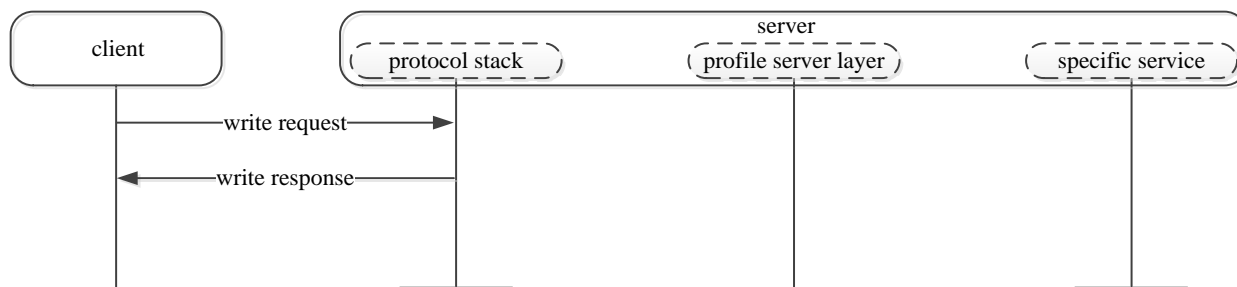 client
server
protocol stack
profile server layer
specific service
write request
write response